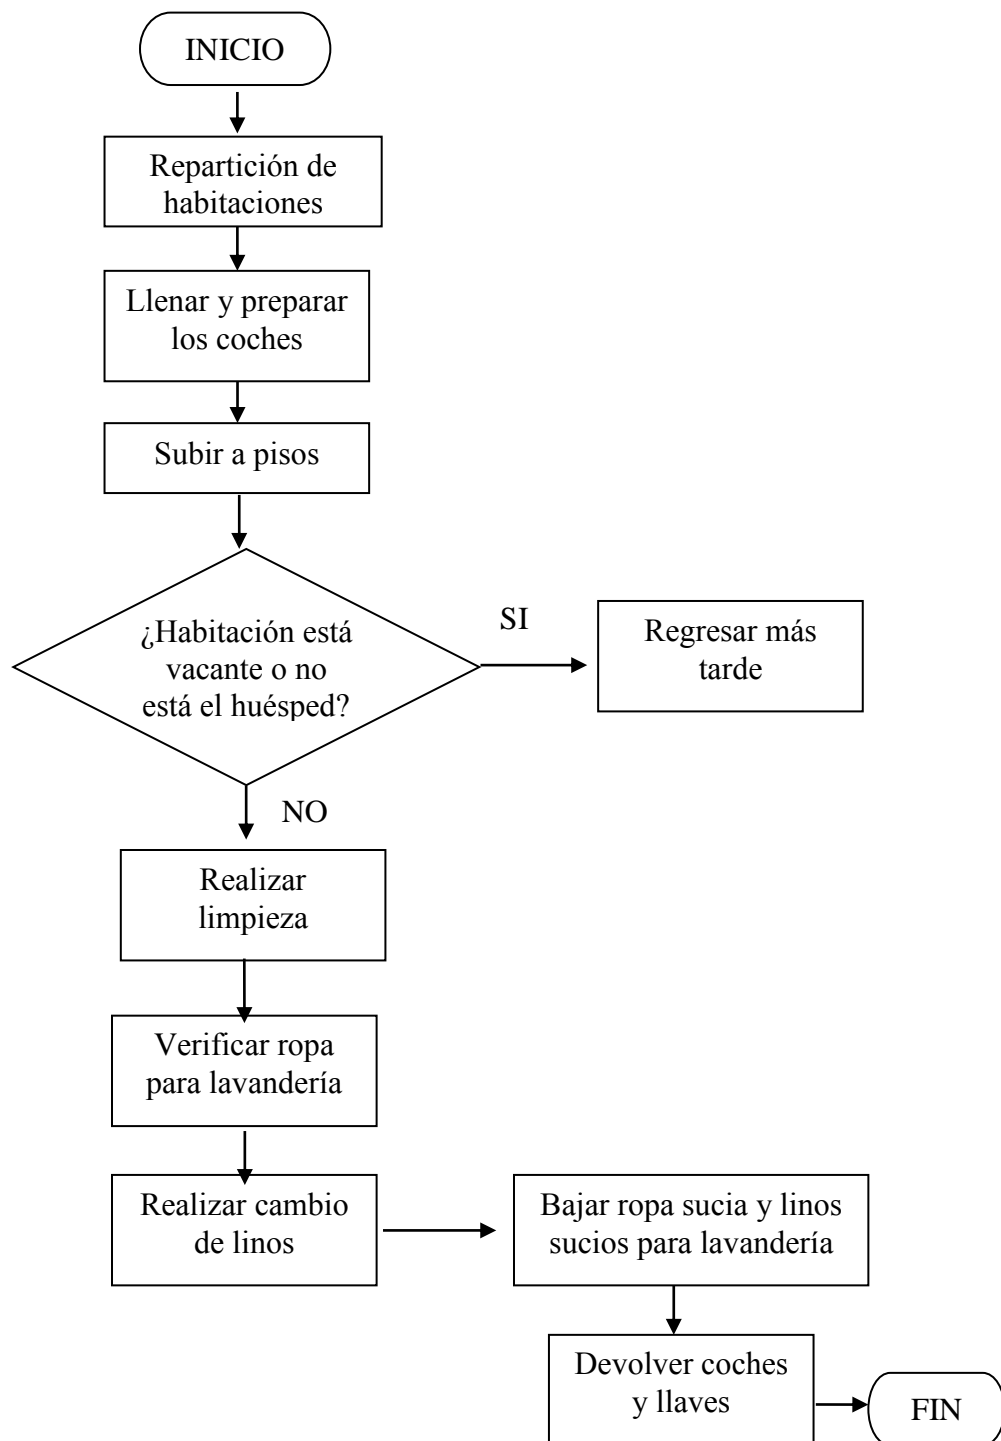 INICIO
Repartición de
habitaciones
Llenar y preparar
los coches
Subir a pisos
¿Habitación está
vacante o no
está el huésped?
SI
Regresar más
tarde
NO
Realizar
limpieza
Verificar ropa
para lavandería
Realizar cambio
de linos
Bajar ropa sucia y linos
sucios para lavandería
Devolver coches
y llaves
FIN